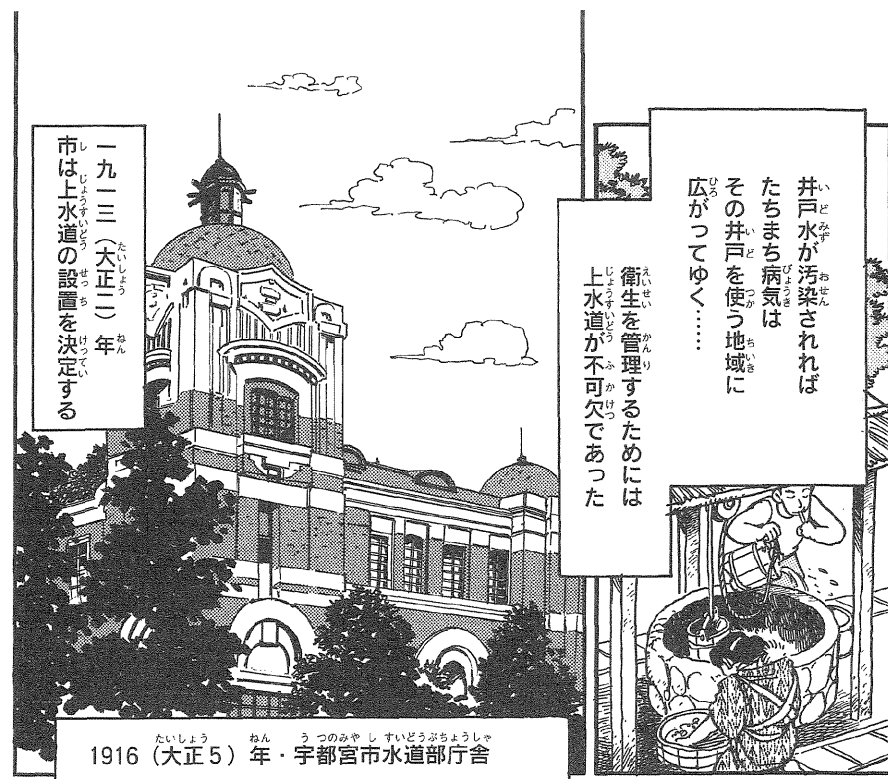 井戸水が汚染されれば
たちまち病気は
その井戸を使う地域に
広がってゆく……
衛生を管理するためには
上水道が不可欠であった
一九一三（大正二）年
市は上水道の設置を決定する
1916（大正5）年・宇都宮市水道部庁舎